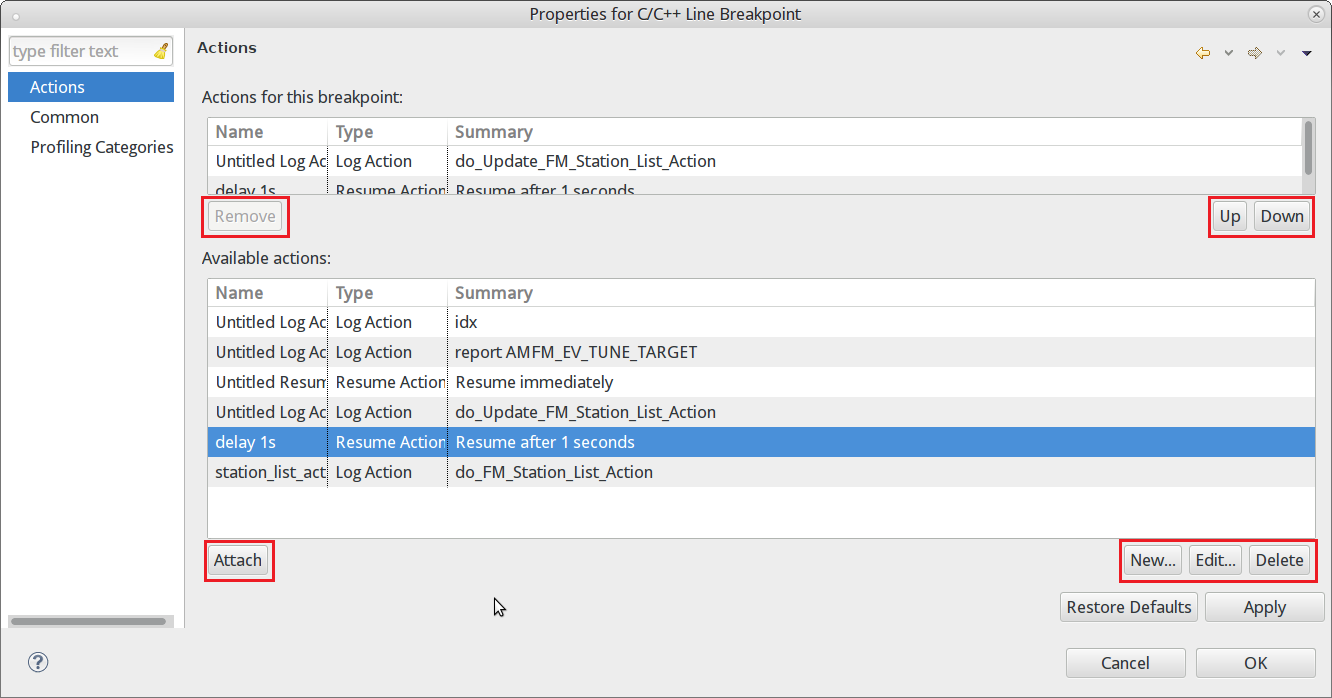 Properties for C/C++ Line Breakpoint
type filter text
Actions
Common
Profiling Categories
Actions
Actions for this breakpoint:
Name Type Summary
Untitled Log Ac Log Action do_Update_FM_Station_List_Action
delay 1s Resume Action Resume after 1 seconds
Remove Up Down
Available actions:
Name Type Summary
Untitled Log Ac Log Action idx
Untitled Log Ac Log Action report AMFM_EV_TUNE_TARGET
Untitled Resum Resume Action Resume immediately
Untitled Log Ac Log Action do_Update_FM_Station_List_Action
delay 1s Resume Action Resume after 1 seconds
station_list_act Log Action do_FM_Station_List_Action
Attach New... Edit... Delete
Restore Defaults Apply
? Cancel OK